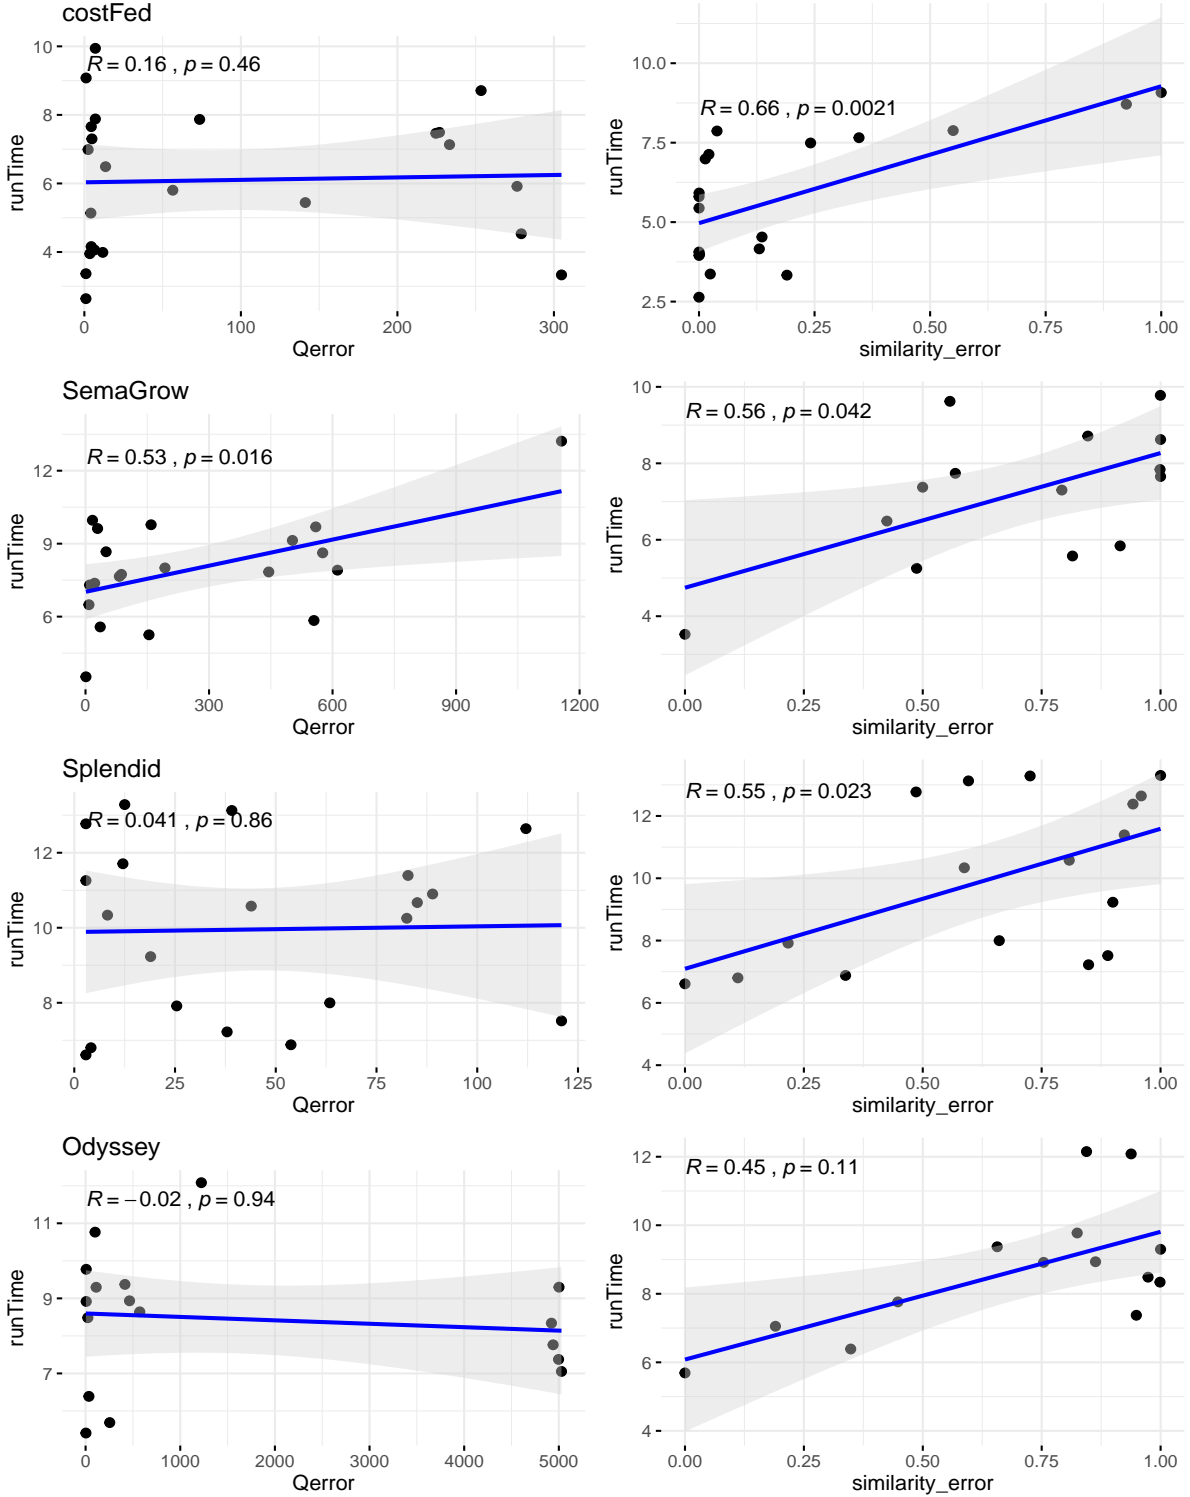 costFed
runTime
10
8
6
4
R = 0.16 , p = 0.46
0 100 200 300
Qerror
runTime
10.0
7.5
5.0
2.5
R = 0.66 , p = 0.0021
0.00 0.25 0.50 0.75 1.00
similarity_error
SemaGrow
runTime
12
9
6
R = 0.53 , p = 0.016
0 300 600 900 1200
Qerror
runTime
10
8
6
4
R = 0.56 , p = 0.042
0.00 0.25 0.50 0.75 1.00
similarity_error
Splendid
runTime
12
10
8
R = 0.041 , p = 0.86
0 25 50 75 100 125
Qerror
runTime
12
10
8
6
4
R = 0.55 , p = 0.023
0.00 0.25 0.50 0.75 1.00
similarity_error
Odyssey
runTime
11
9
7
R = −0.02 , p = 0.94
0 1000 2000 3000 4000 5000
Qerror
runTime
12
10
8
6
4
R = 0.45 , p = 0.11
0.00 0.25 0.50 0.75 1.00
similarity_error